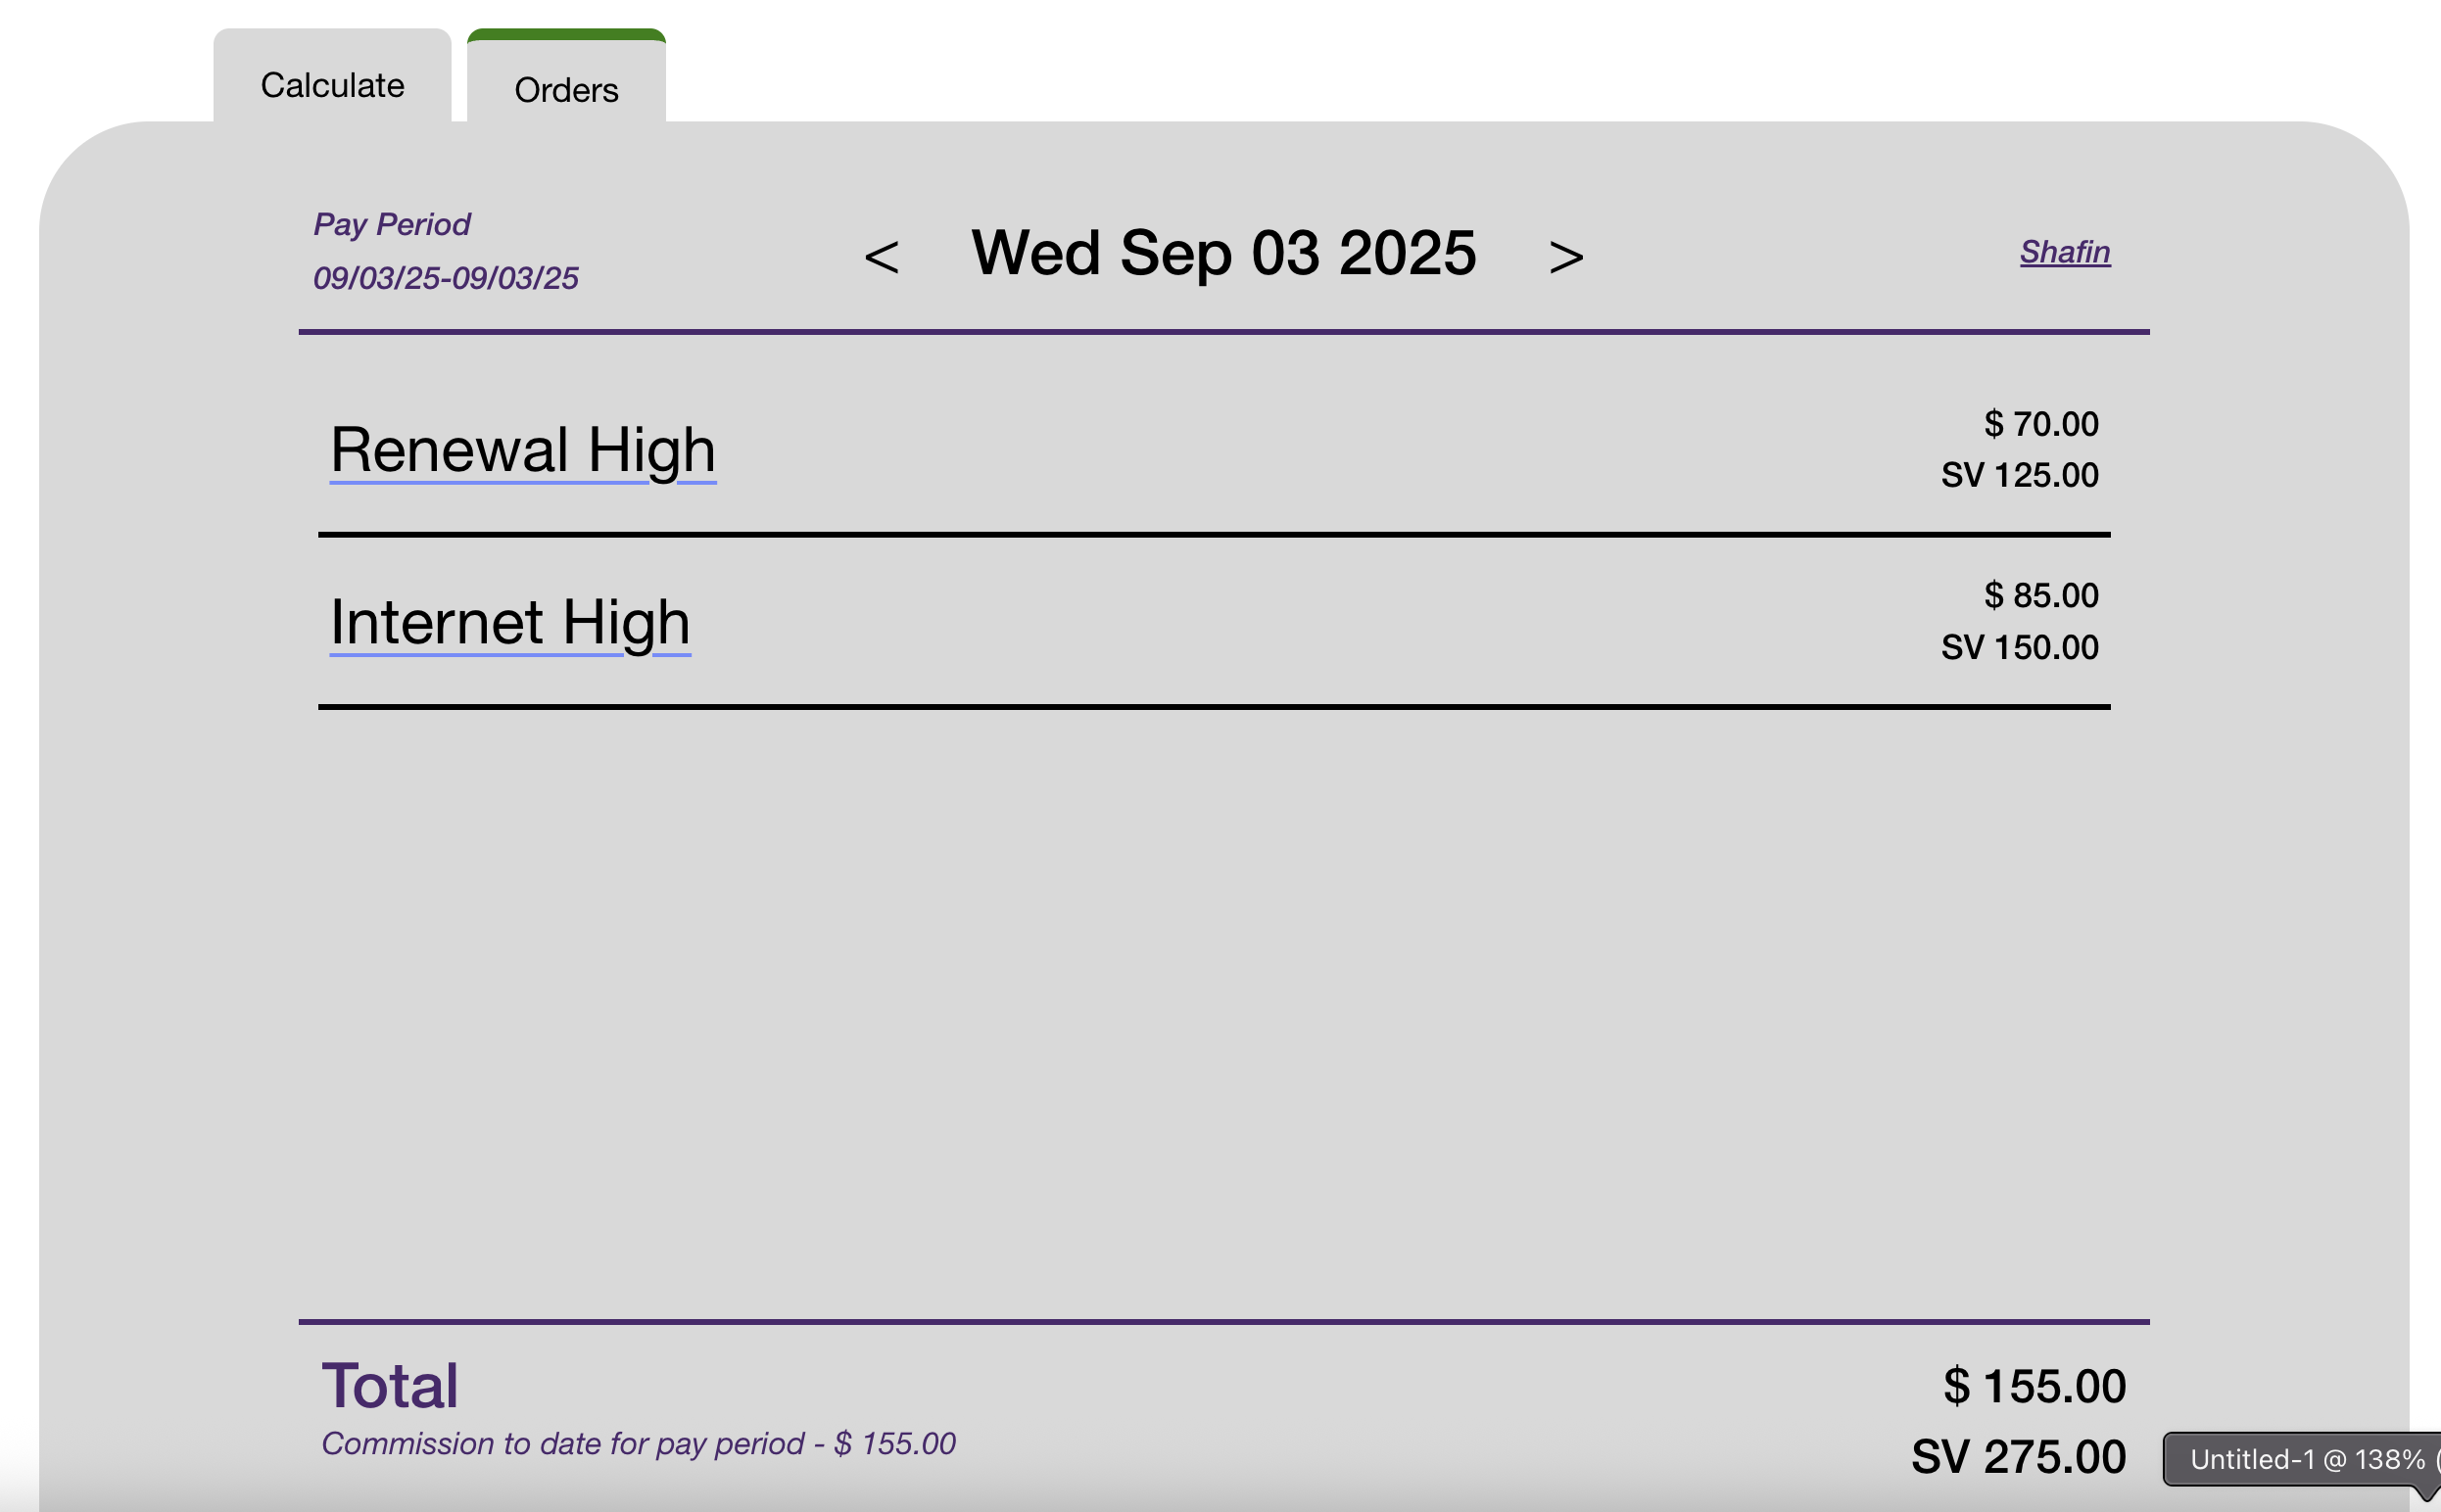 Calculate
Orders
Pay Period
09/03/25-09/03/25
< Wed Sep 03 2025 >
Shafin
Renewal High
$ 70.00
SV 125.00
Internet High
$ 85.00
SV 150.00
Total
Commission to date for pay period - $ 155.00
$ 155.00
SV 275.00
Untitled-1 @ 138% (